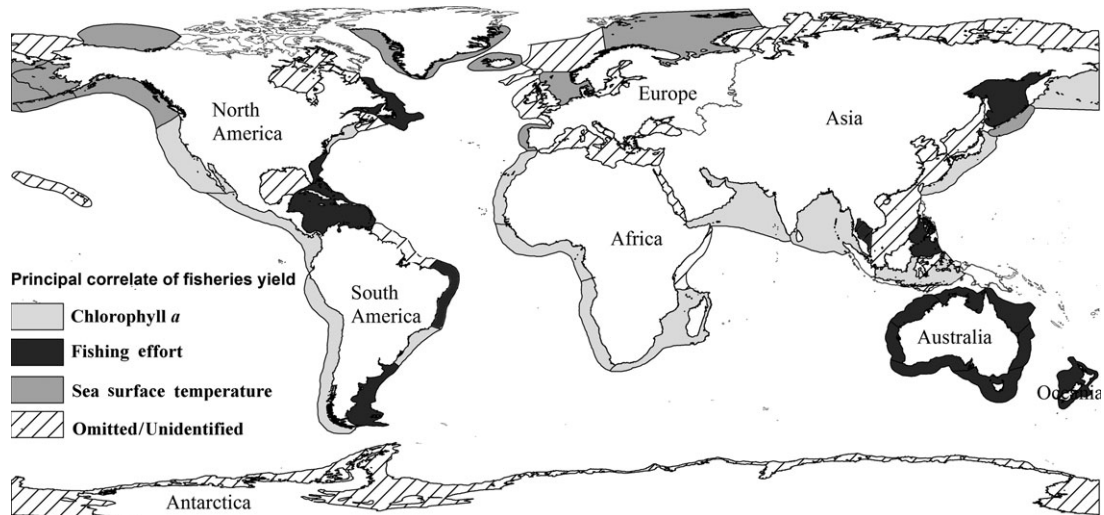 North
America
Europe
Asia
Africa
Principal correlate of fisheries yield
South
America
Chlorophyll a
Fishing effort
Australia
Sea surface temperature
Oceania
Omitted/Unidentified
Antarctica